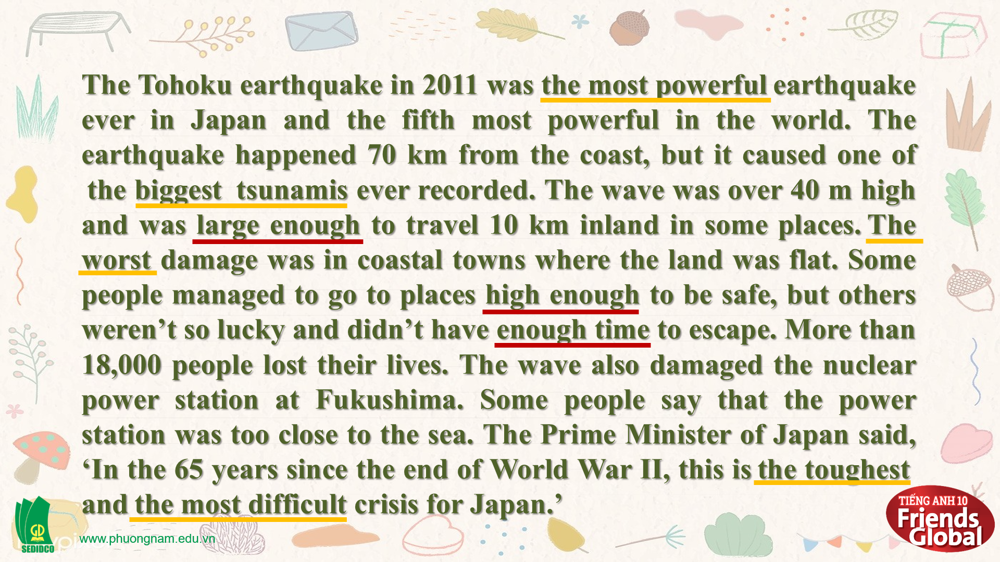 The Tohoku earthquake in 2011 was the most powerful earthquake
ever in Japan and the fifth most powerful in the world. The
earthquake happened 70 km from the coast, but it caused one of
the biggest tsunamis ever recorded. The wave was over 40 m high
and was large enough to travel 10 km inland in some places. The
worst damage was in coastal towns where the land was flat. Some
people managed to go to places high enough to be safe, but others
weren’t so lucky and didn’t have enough time to escape. More than
18,000 people lost their lives. The wave also damaged the nuclear
power station at Fukushima. Some people say that the power
station was too close to the sea. The Prime Minister of Japan said,
‘In the 65 years since the end of World War II, this is the toughest
and the most difficult crisis for Japan.’
GD
SEDIDCO
www.phuongnam.edu.vn
TIẾNG ANH 10
Friends
Global